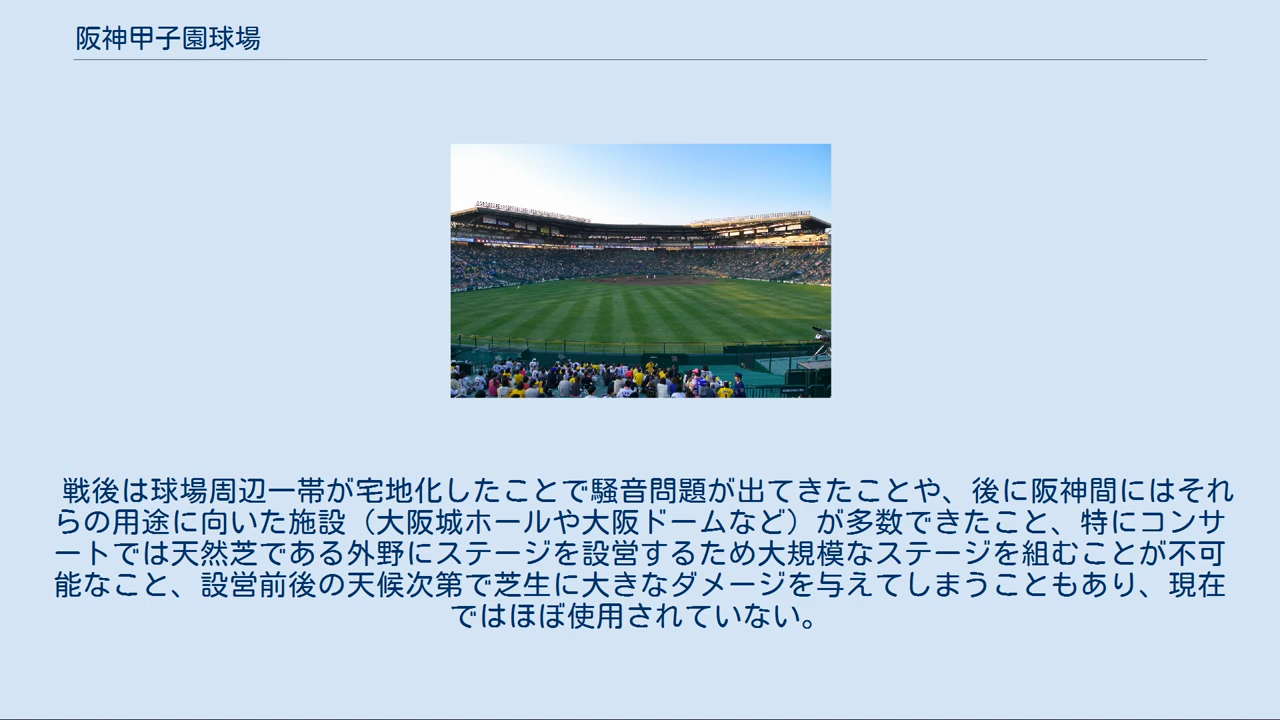 阪神甲子園球場
戦後は球場周辺一帯が宅地化したことで騒音問題が出てきたことや、後に阪神間にはそれ
らの用途に向いた施設（大阪城ホールや大阪ドームなど）が多数できたこと、特にコンサ
ートでは天然芝である外野にステージを設営するため大規模なステージを組むことが不可
能なこと、設営前後の天候次第で芝生に大きなダメージを与えてしまうこともあり、現在
ではほぼ使用されていない。